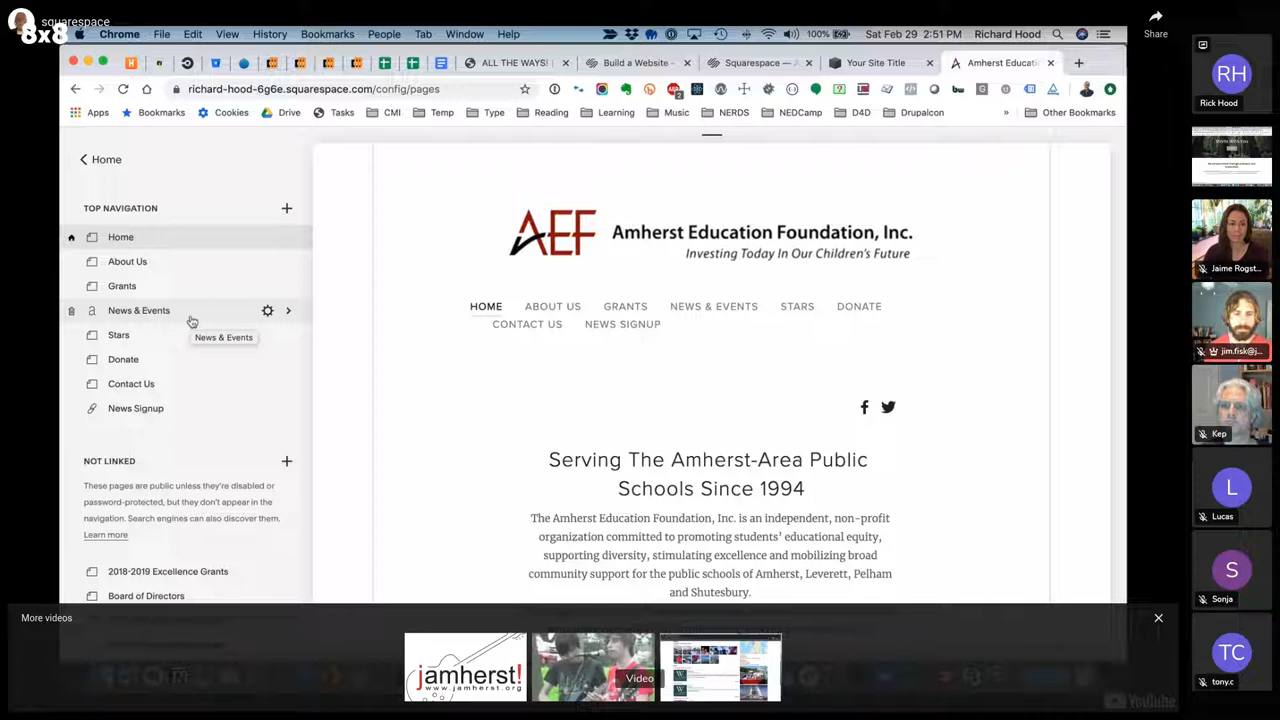 squarespace
8x8
Chrome File Edit View History Bookmarks People Tab Window Help
100% Sat Feb 29 2:51 PM Richard Hood
Share
ALL THE WAYS!
Build a Website –
Squarespace — A
Your Site Title
Amherst Educati
richard-hood-6g6e.squarespace.com/config/pages
Apps Bookmarks Cookies Drive Tasks CMI Temp Type Reading Learning Music NERDS NEDCamp D4D Drupalcon » Other Bookmarks
Home
TOP NAVIGATION
Home
About Us
Grants
News & Events
News & Events
Stars
Donate
Contact Us
News Signup
NOT LINKED
These pages are public unless they're disabled or
password-protected, but they don't appear in the
navigation. Search engines can also discover them.
Learn more
2018-2019 Excellence Grants
Board of Directors
AEF Amherst Education Foundation, Inc.
Investing Today In Our Children's Future
HOME ABOUT US GRANTS NEWS & EVENTS STARS DONATE
CONTACT US NEWS SIGNUP
Serving The Amherst-Area Public
Schools Since 1994
The Amherst Education Foundation, Inc. is an independent, non-profit
organization committed to promoting students' educational equity,
supporting diversity, stimulating excellence and mobilizing broad
community support for the public schools of Amherst, Leverett, Pelham
and Shutesbury.
More videos
jamherst!
www.jamherst.org
Video
YouTube
RH
Rick Hood
Jaime Rogst...
jim.fisk@j...
Kep
L
Lucas
S
Sonja
TC
tony.c